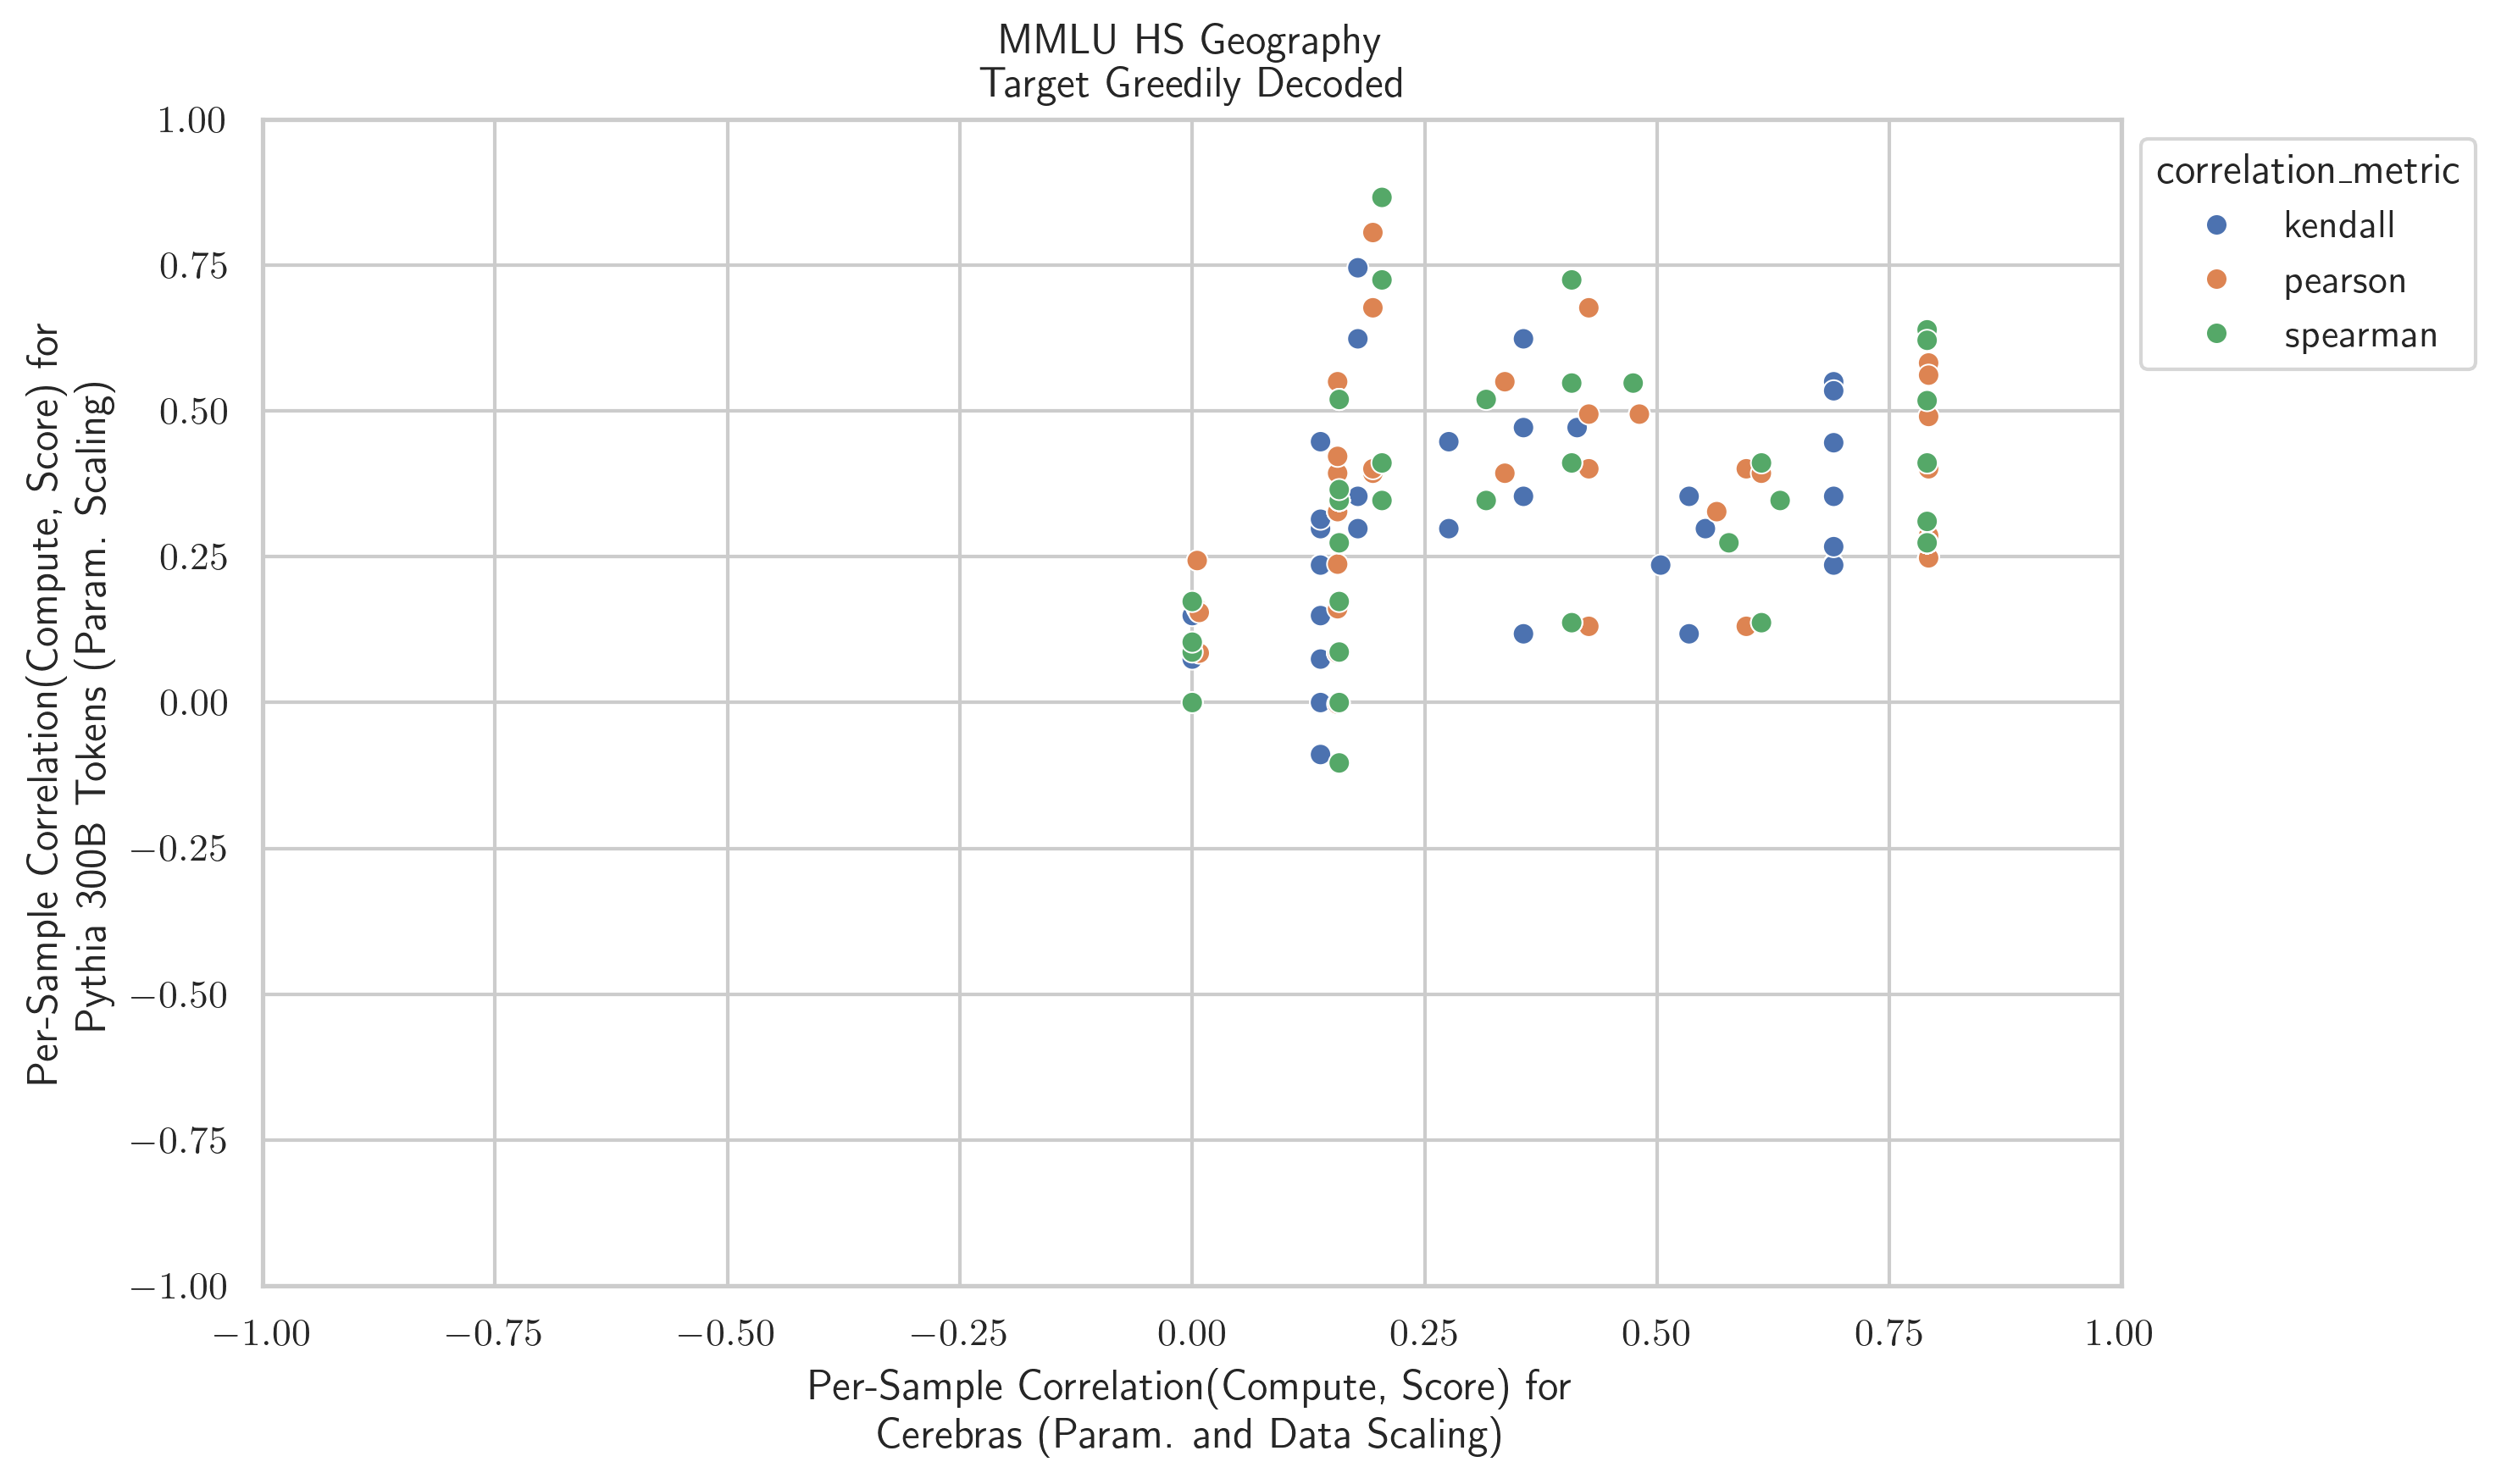 MMLU HS Geography
Target Greedily Decoded
1.00
0.75
0.50
0.25
0.00
−0.25
−0.50
−0.75
−1.00
Per-Sample Correlation(Compute, Score) for
Pythia 300B Tokens (Param. Scaling)
correlation_metric
kendall
pearson
spearman
−1.00 −0.75 −0.50 −0.25 0.00 0.25 0.50 0.75 1.00
Per-Sample Correlation(Compute, Score) for
Cerebras (Param. and Data Scaling)